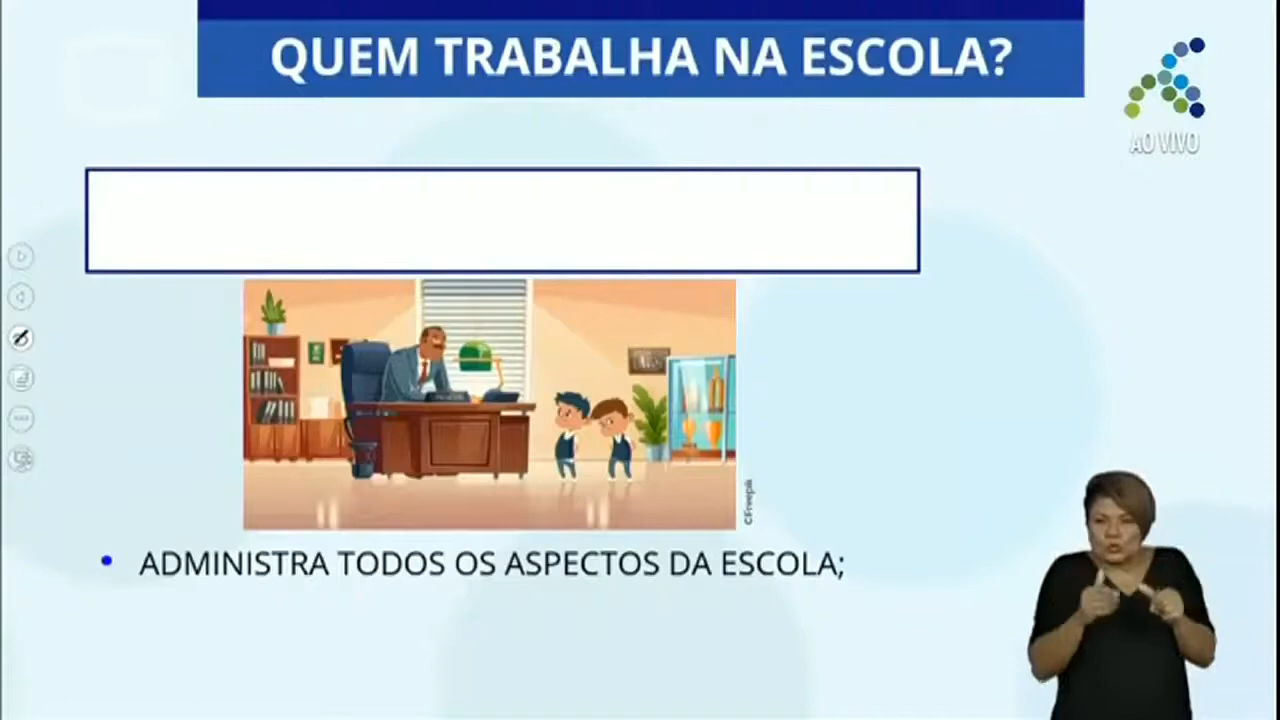 QUEM TRABALHA NA ESCOLA?
AO VIVO
©Freepik
• ADMINISTRA TODOS OS ASPECTOS DA ESCOLA;